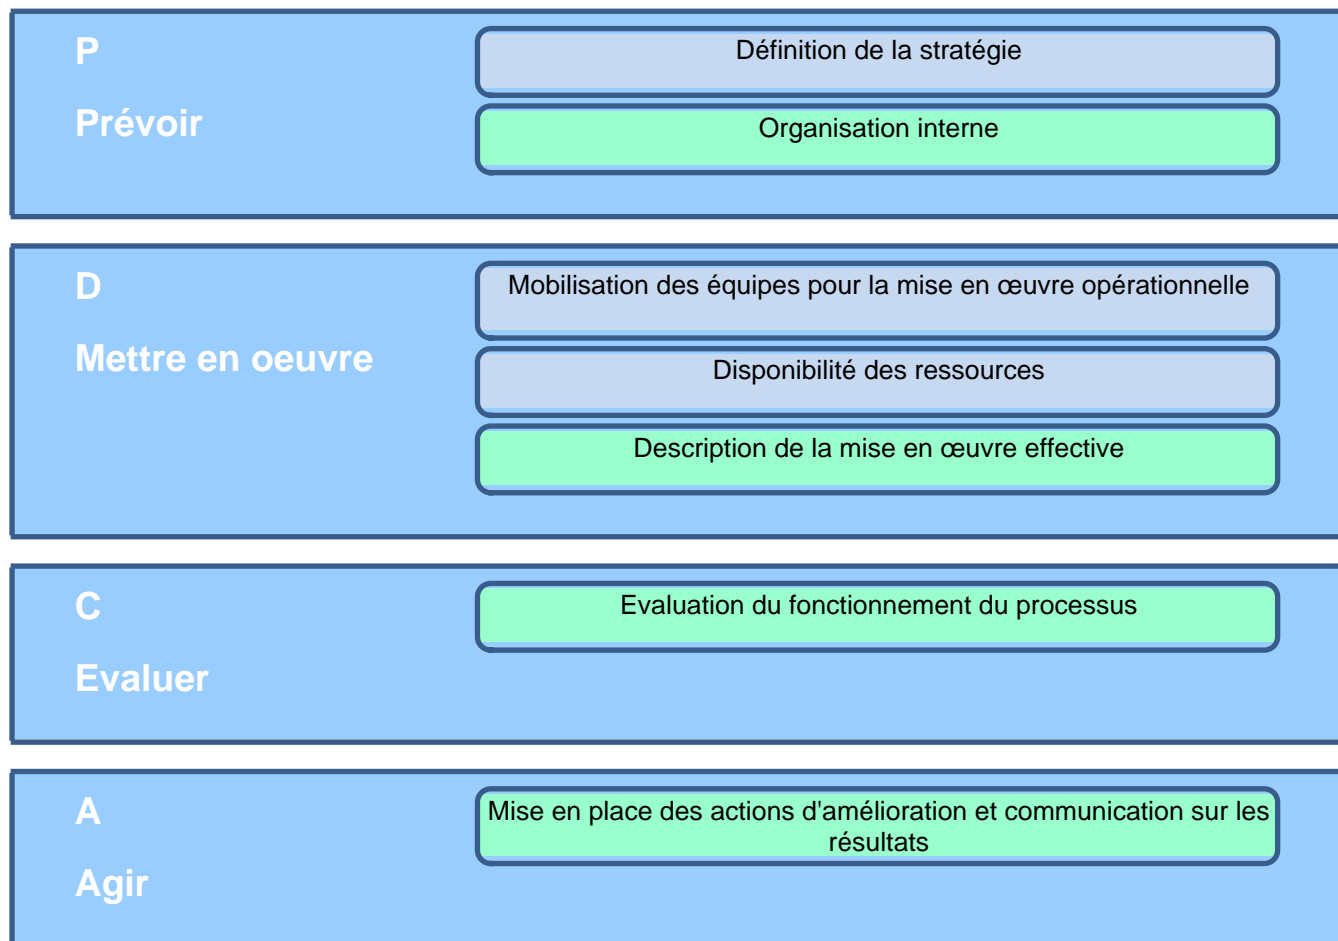 P
Prévoir
Définition de la stratégie
Organisation interne
D
Mettre en oeuvre
Mobilisation des équipes pour la mise en œuvre opérationnelle
Disponibilité des ressources
Description de la mise en œuvre effective
C
Evaluer
Evaluation du fonctionnement du processus
A
Agir
Mise en place des actions d'amélioration et communication sur les
résultats